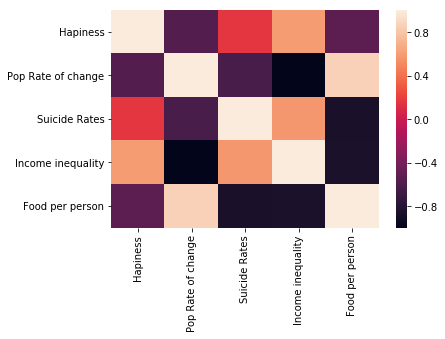 Hapiness
Pop Rate of change
Suicide Rates
Income inequality
Food per person
0.8
0.4
0.0
−0.4
−0.8
Hapiness
Pop Rate of change
Suicide Rates
Income inequality
Food per person